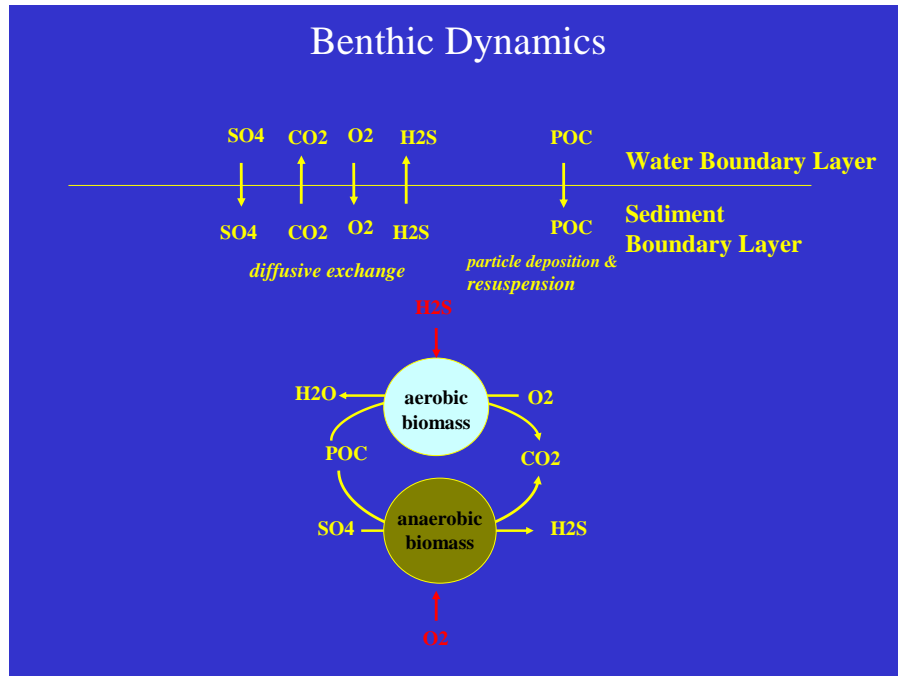 Benthic Dynamics
SO4 CO2 O2 H2S POC
Water Boundary Layer
SO4 CO2 O2 H2S POC
Sediment
Boundary Layer
diffusive exchange
particle deposition &
resuspension
H2S
H2O
aerobic
biomass
O2
POC
CO2
SO4
anaerobic
biomass
H2S
O2